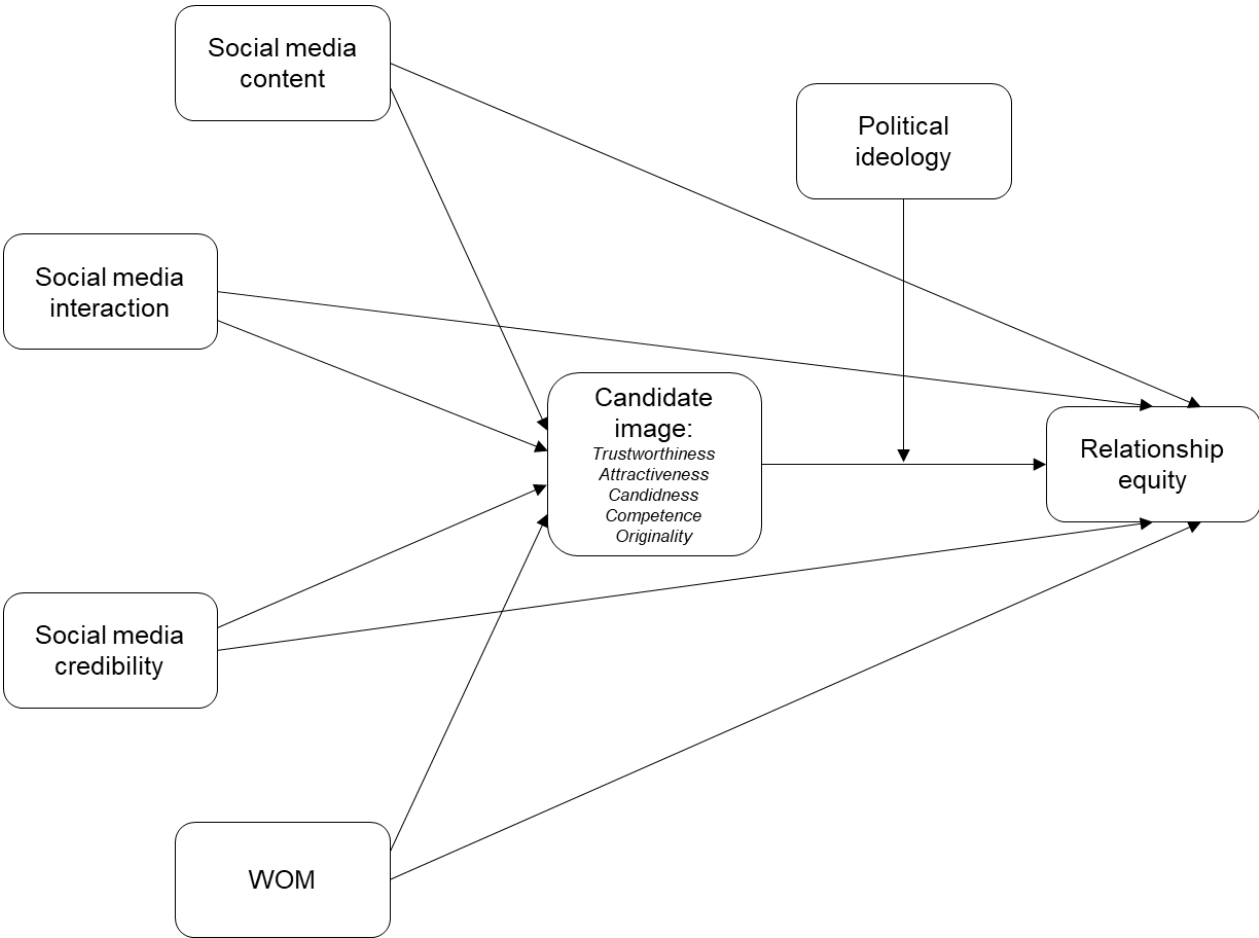 Social media
content
Political
ideology
Social media
interaction
Candidate
image:
Trustworthiness
Attractiveness
Candidness
Competence
Originality
Relationship
equity
Social media
credibility
WOM